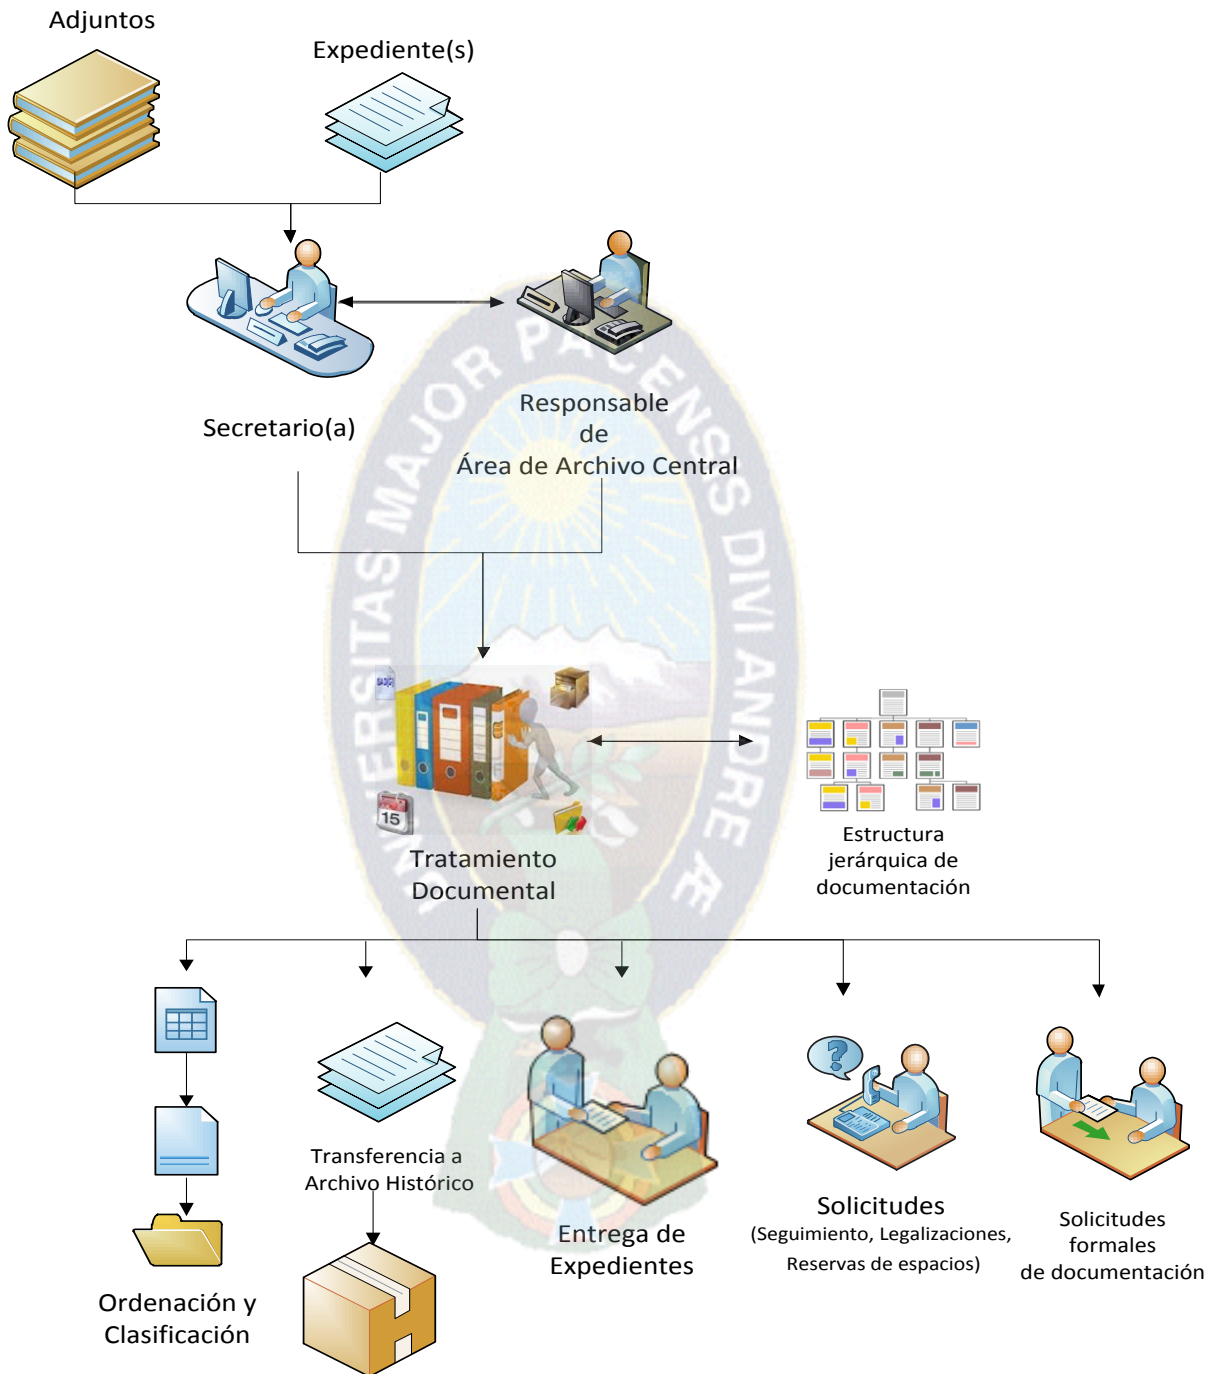 Adjuntos
Expediente(s)
Secretario(a)
Responsable
de
Área de Archivo Central
UNIVERSITAS MAJOR PACENSIS DIVI ANDRE Æ
15
Tratamiento
Documental
Estructura
jerárquica de
documentación
Transferencia a
Archivo Histórico
Ordenación y
Clasificación
Entrega de
Expedientes
?
Solicitudes
(Seguimiento, Legalizaciones,
Reservas de espacios)
Solicitudes
formales
de documentación